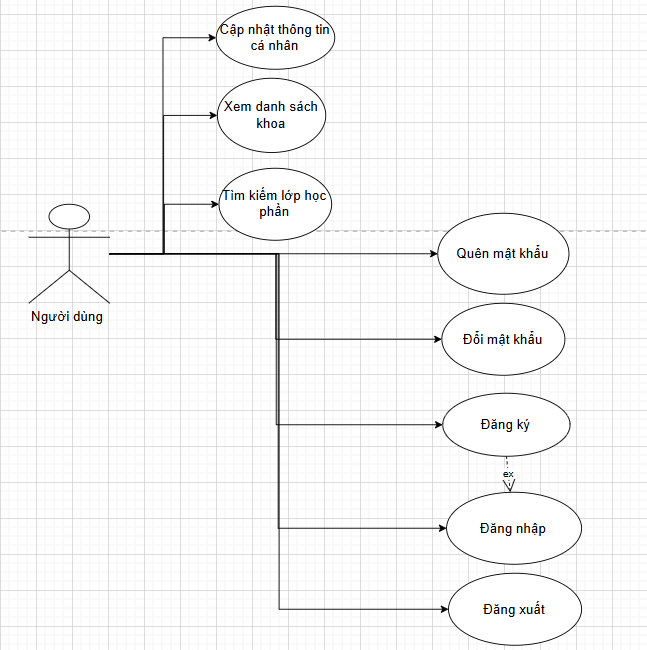 Cập nhật thông tin
cá nhân
Xem danh sách
khoa
Tìm kiếm lớp học
phần
Người dùng
Quên mật khẩu
Đổi mật khẩu
Đăng ký
ex
Đăng nhập
Đăng xuất